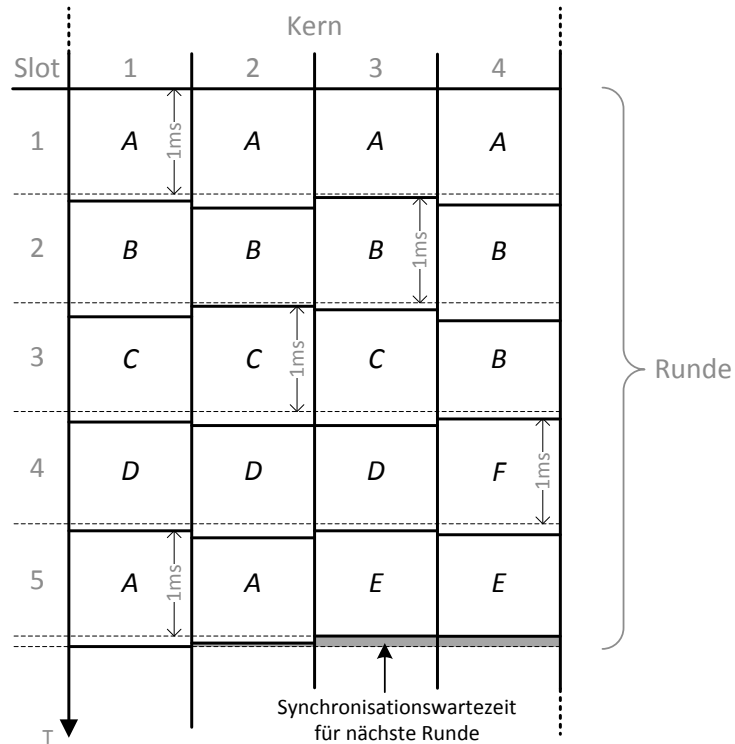 Kern
Slot 1 2 3 4
1 A 1ms A A A
2 B B B 1ms B
3 C C 1ms C B
4 D D D F 1ms
5 A 1ms A E E
Runde
Synchronisationswartezeit
für nächste Runde
T